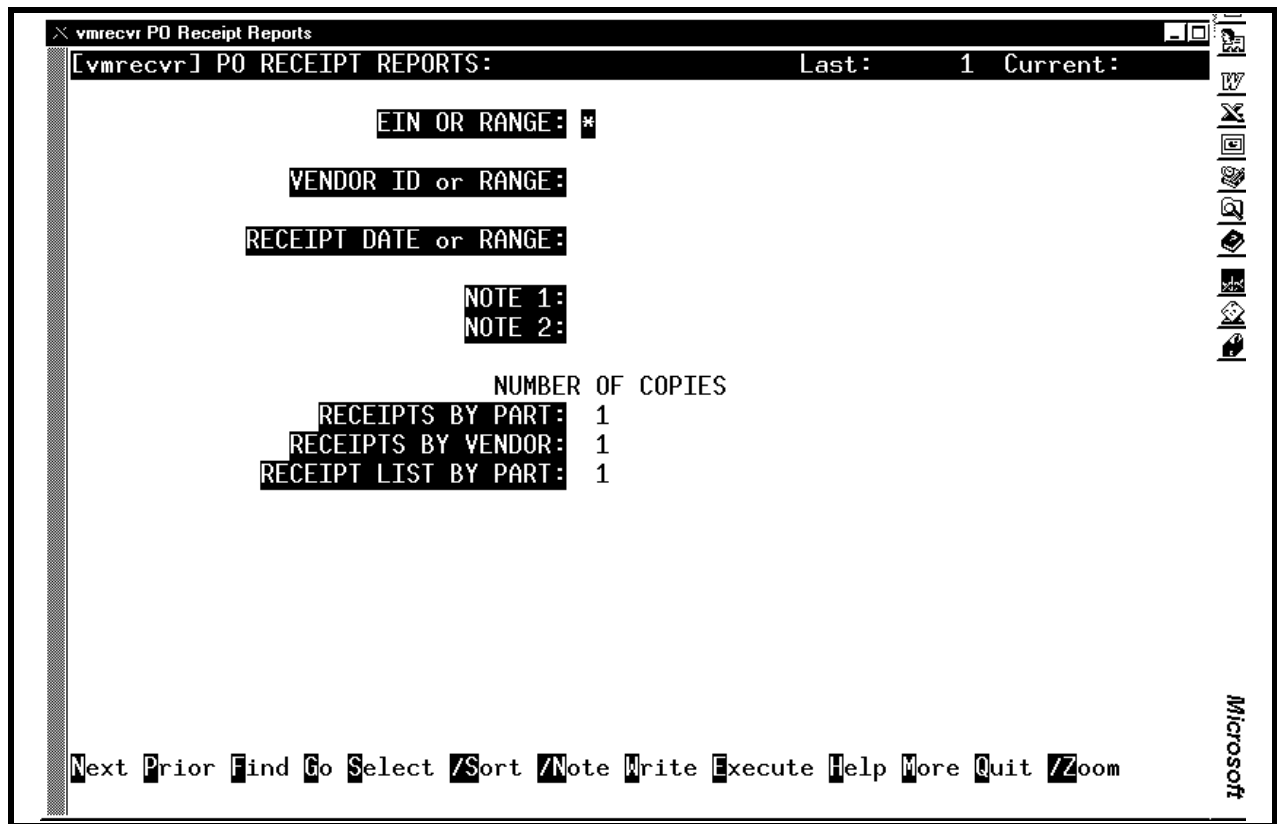 vmrecvr PO Receipt Reports
[vmrecvr] PO RECEIPT REPORTS: Last: 1 Current:
EIN OR RANGE: *
VENDOR ID or RANGE:
RECEIPT DATE or RANGE:
NOTE 1:
NOTE 2:
NUMBER OF COPIES
RECEIPTS BY PART: 1
RECEIPTS BY VENDOR: 1
RECEIPT LIST BY PART: 1
Next Prior Find Go Select /Sort /Note Write Execute Help More Quit /Zoom
Microsoft